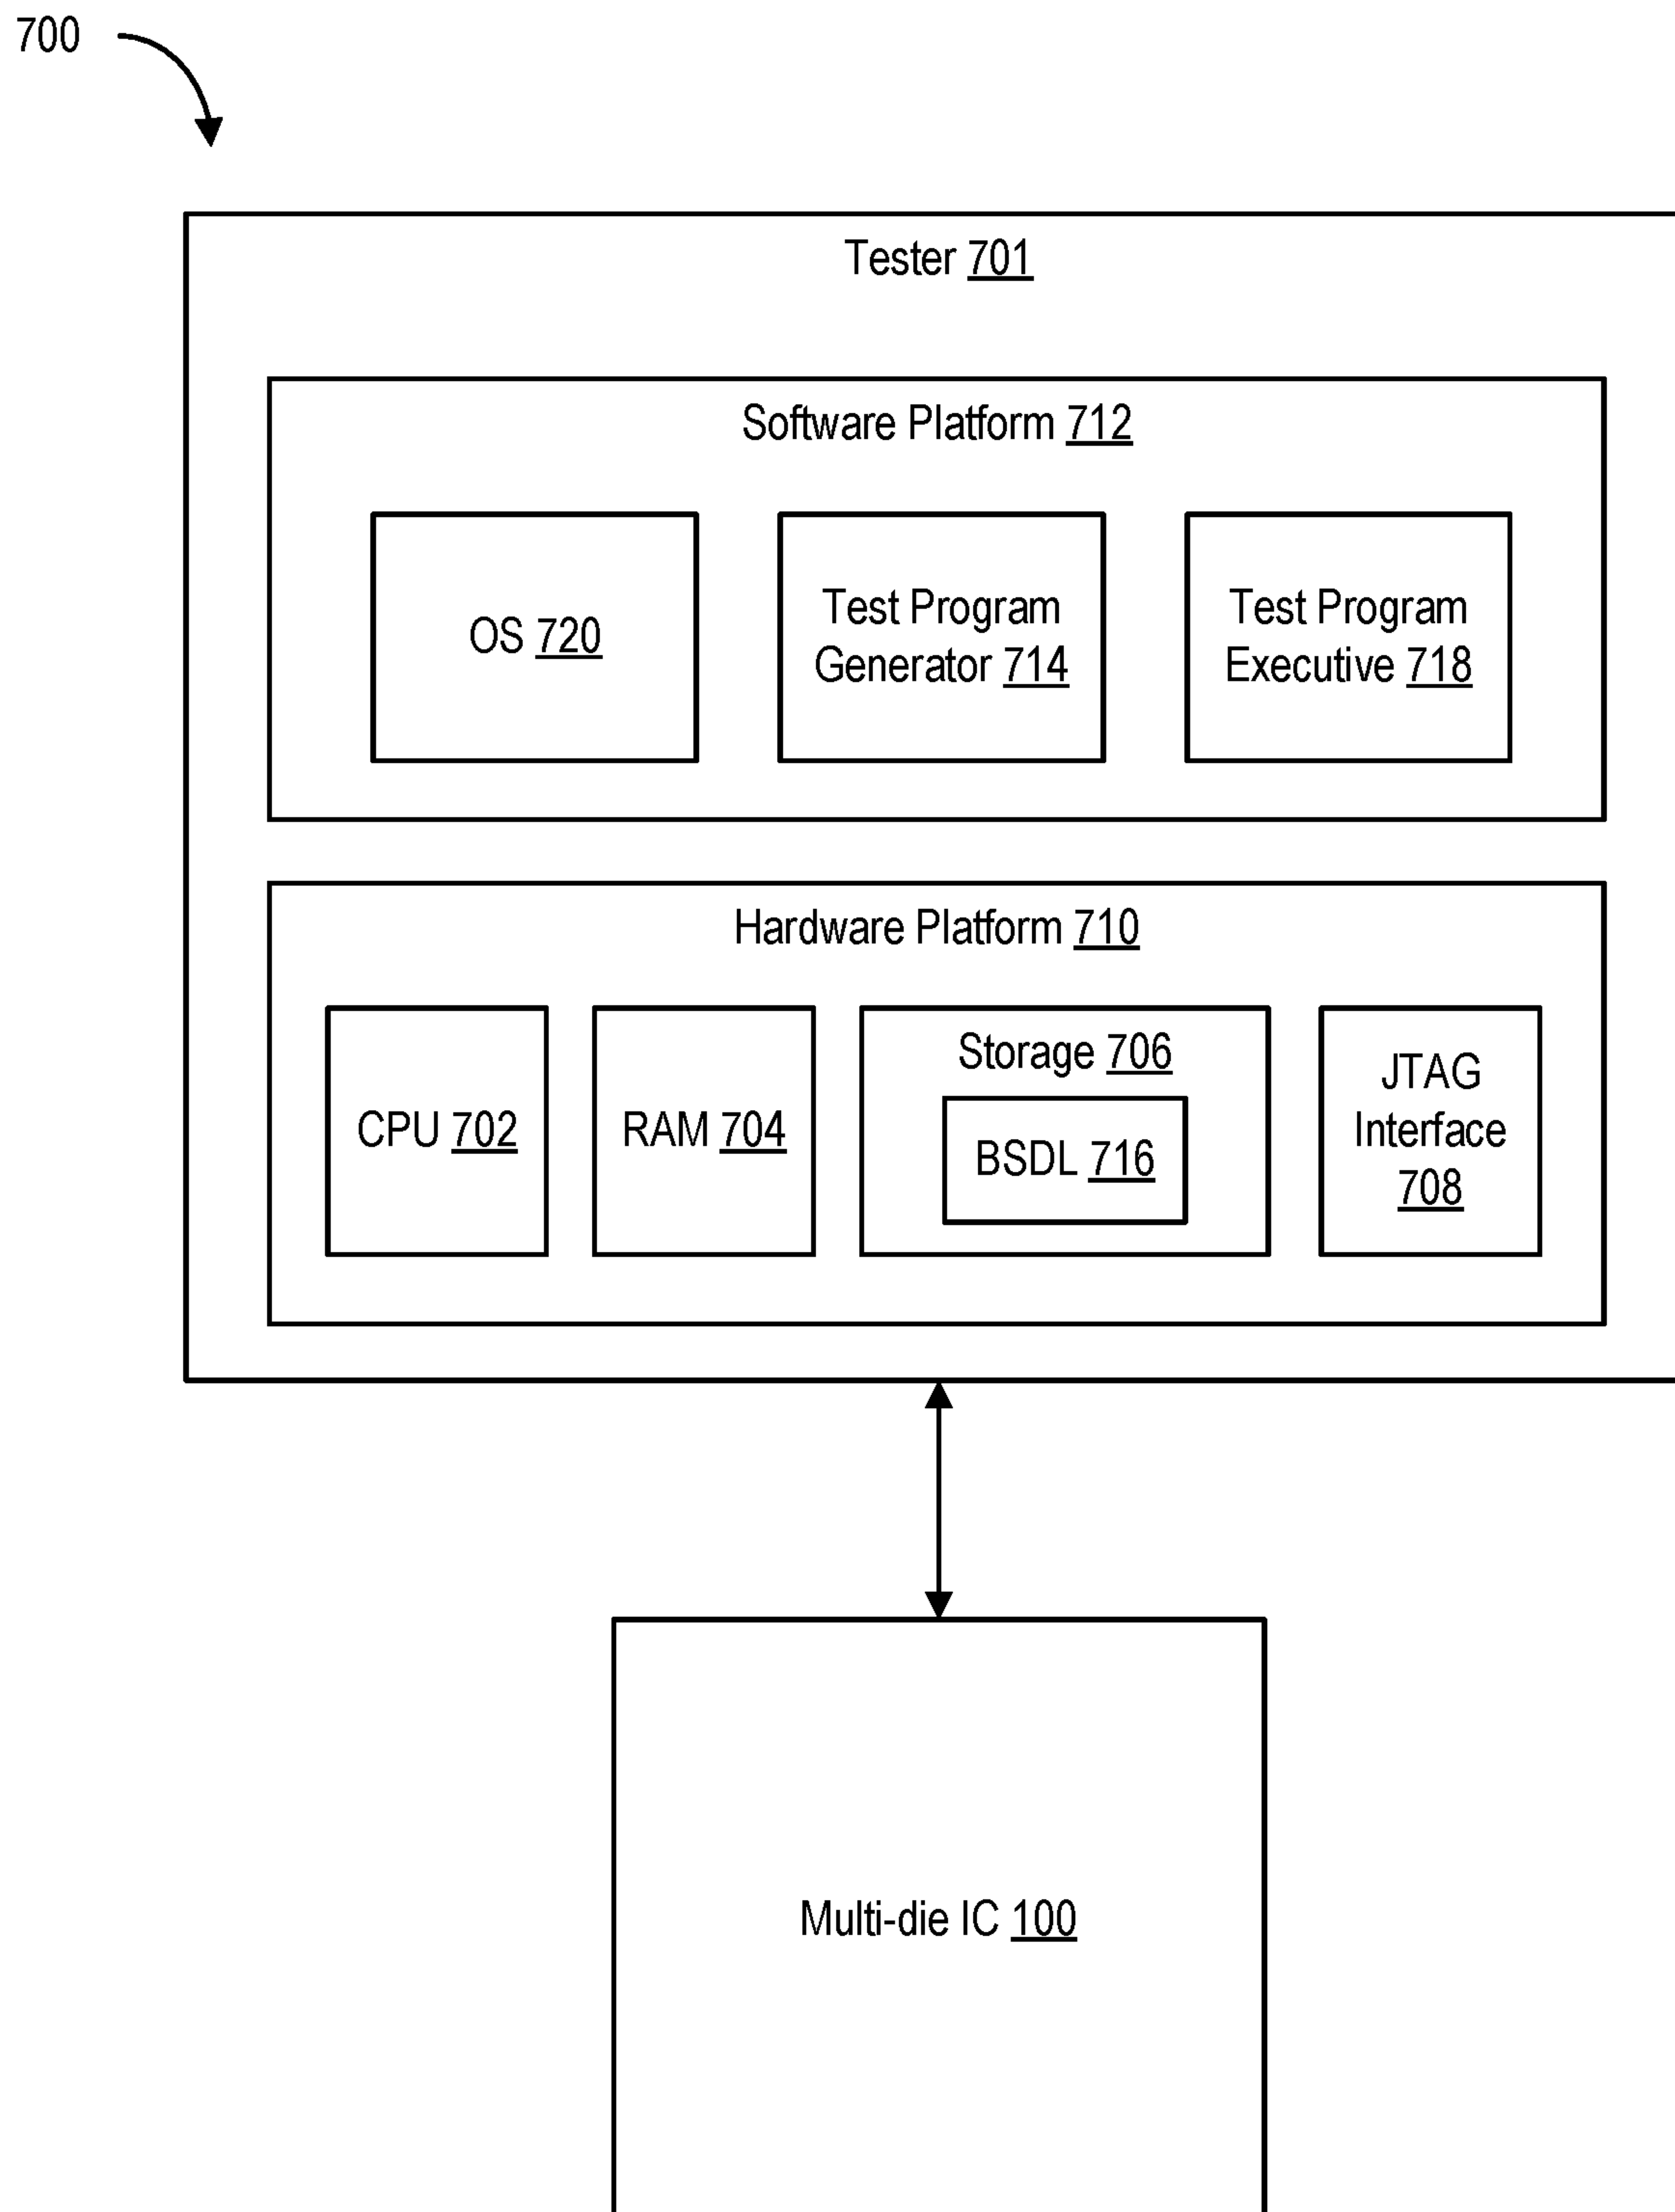 700
Tester 701
Software Platform 712
OS 720
Test Program
Generator 714
Test Program
Executive 718
Hardware Platform 710
CPU 702
RAM 704
Storage 706
BSDL 716
JTAG
Interface
708
Multi-die IC 100